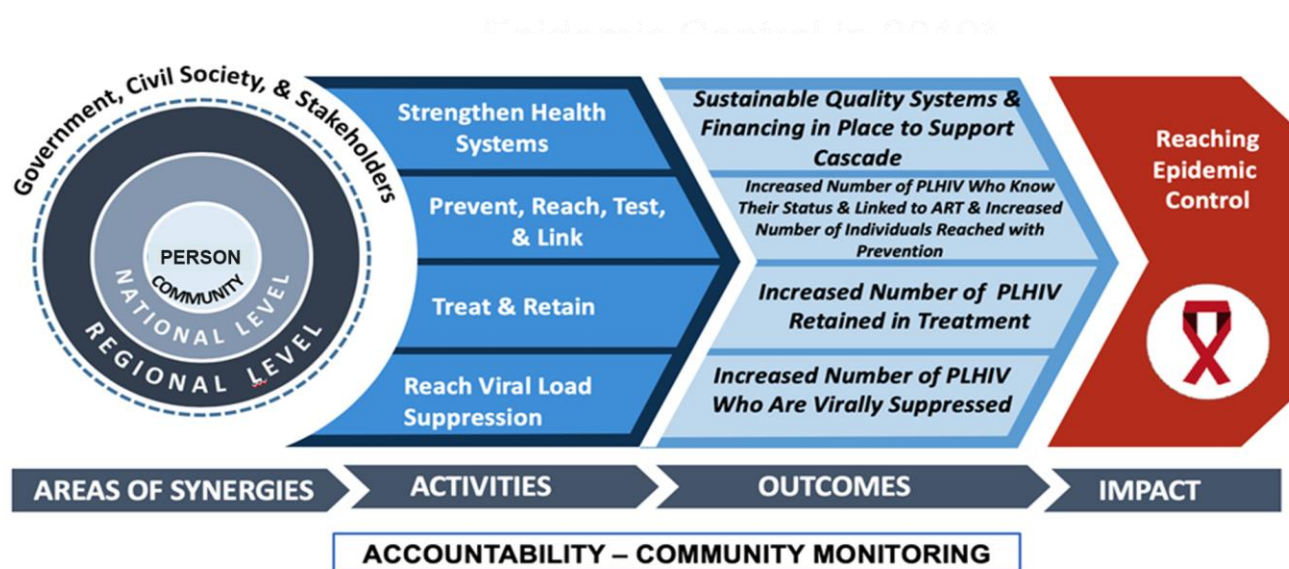 Government, Civil Society, & Stakeholders
PERSON
COMMUNITY
NATIONAL LEVEL
REGIONAL LEVEL
Strengthen Health
Systems
Prevent, Reach, Test,
& Link
Treat & Retain
Reach Viral Load
Suppression
Sustainable Quality Systems &
Financing in Place to Support
Cascade
Increased Number of PLHIV Who Know
Their Status & Linked to ART & Increased
Number of Individuals Reached with
Prevention
Increased Number of PLHIV
Retained in Treatment
Increased Number of PLHIV
Who Are Virally Suppressed
Reaching
Epidemic
Control
AREAS OF SYNERGIES
ACTIVITIES
OUTCOMES
IMPACT
ACCOUNTABILITY – COMMUNITY MONITORING